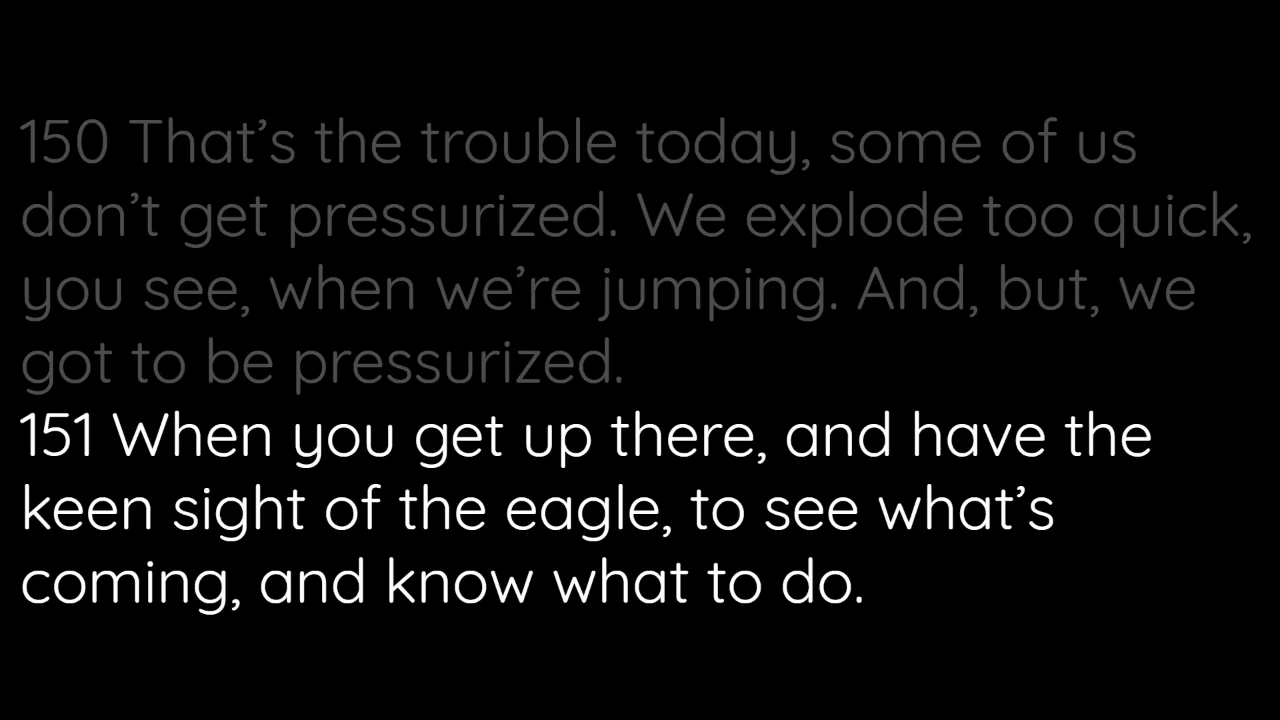 150 That’s the trouble today, some of us
don’t get pressurized. We explode too quick,
you see, when we’re jumping. And, but, we
got to be pressurized.
151 When you get up there, and have the
keen sight of the eagle, to see what’s
coming, and know what to do.